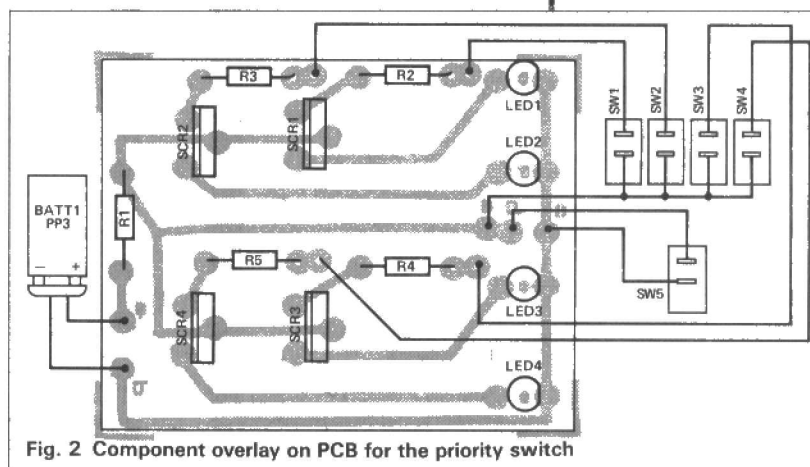 R3
R2
LED1
SW1
SW2
SW3
SW4
SCR2
SCR1
LED2
BATT1
PP3
– +
R1
R5
R4
SW5
SCR4
SCR3
LED3
LED4
Fig. 2 Component overlay on PCB for the priority switch